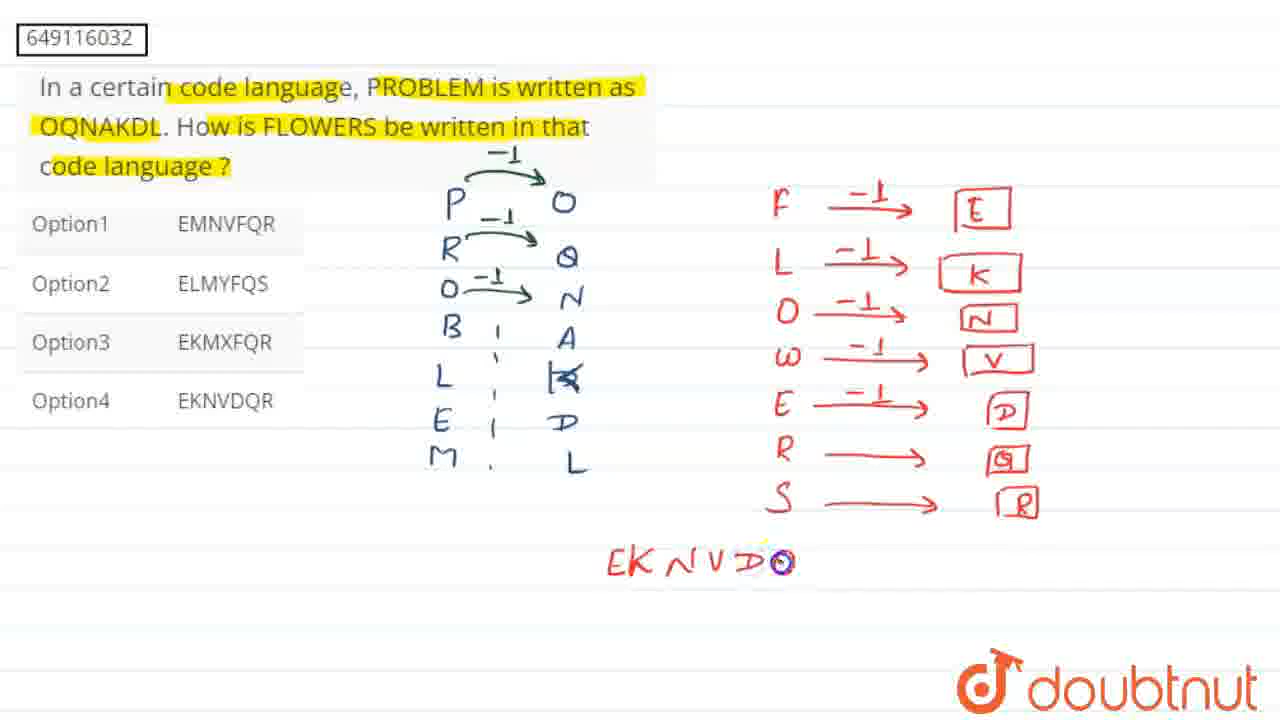 649116032
In a certain code language, PROBLEM is written as
OQNAKDL. How is FLOWERS be written in that
code language ?
Option1 EMNVFQR
Option2 ELMYFQS
Option3 EKMXFQR
Option4 EKNVDQR
P -1 O
R -1 Q
O -1 N
B A
L K
E D
M L
F -1 E
L -1 K
O -1 N
W -1 V
E -1 D
R Q
S R
EKNVD
doubtnut